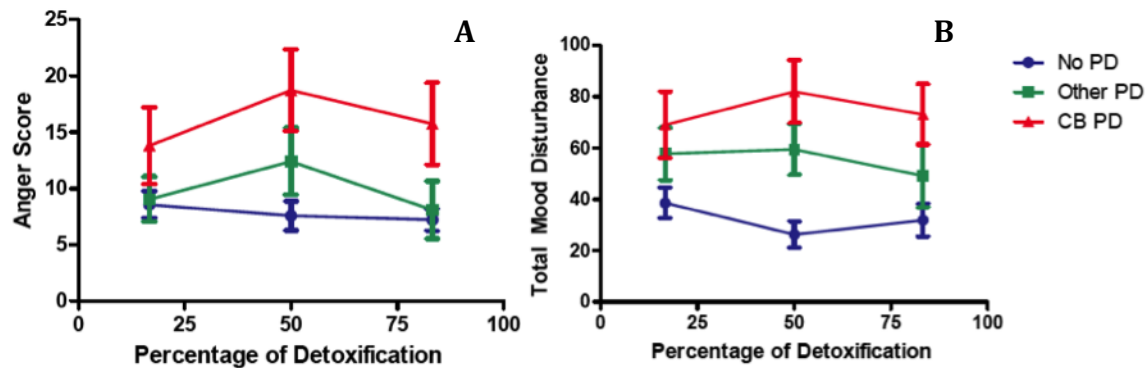 25
20
15
10
5
0
0
25
50
75
100
Anger Score
Percentage of Detoxification
A
100
80
60
40
20
0
0
25
50
75
100
Total Mood Disturbance
Percentage of Detoxification
B
No PD
Other PD
CB PD